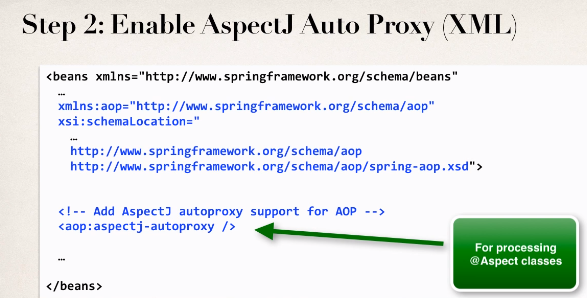 Step 2: Enable AspectJ Auto Proxy (XML)
<beans xmlns="http://www.springframework.org/schema/beans"
…
xmlns:aop="http://www.springframework.org/schema/aop"
xsi:schemaLocation="
…
http://www.springframework.org/schema/aop
http://www.springframework.org/schema/aop/spring-aop.xsd">
<!-- Add AspectJ autoproxy support for AOP -->
<aop:aspectj-autoproxy />
…
</beans>
For processing
@Aspect classes